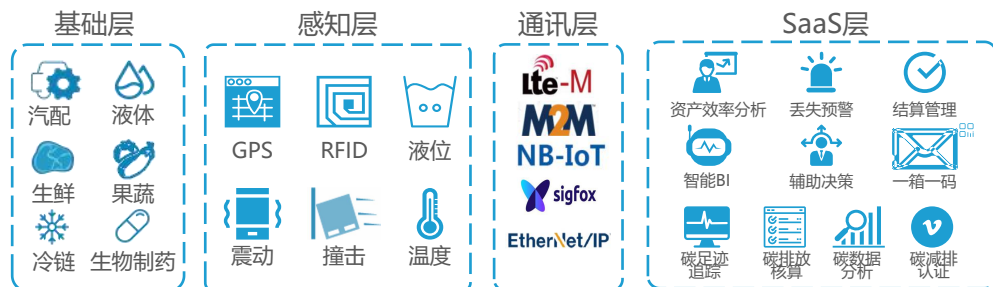 基础层
感知层
通讯层
SaaS层
汽配
液体
生鲜
果蔬
冷链
生物制药
GPS
RFID
液位
震动
撞击
温度
Lte-M
M2M
NB-IoT
sigfox
EtherNet/IP
资产效率分析
丢失预警
结算管理
智能BI
辅助决策
一箱一码
碳足迹
追踪
碳排放
核算
碳数据
分析
碳减排
认证